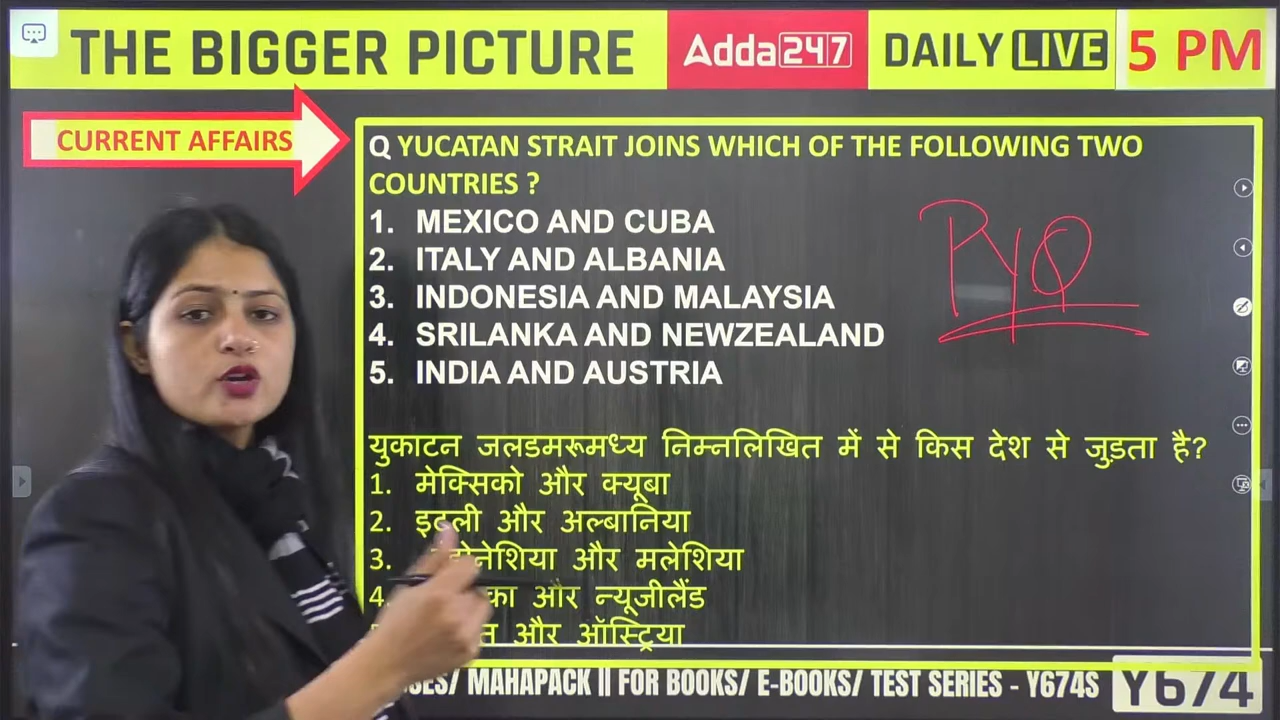 THE BIGGER PICTURE Adda247 DAILY LIVE 5 PM
CURRENT AFFAIRS
Q YUCATAN STRAIT JOINS WHICH OF THE FOLLOWING TWO
COUNTRIES ?
1. MEXICO AND CUBA
2. ITALY AND ALBANIA
3. INDONESIA AND MALAYSIA
4. SRILANKA AND NEWZEALAND
5. INDIA AND AUSTRIA
PYQ
युकाटन जलडमरूमध्य निम्नलिखित में से किस देश से जुड़ता है?
1. मेक्सिको और क्यूबा
2. इटली और अल्बानिया
3. और मलेशिया
4. और न्यूजीलैंड
और ऑस्ट्रिया
MAHAPACK || FOR BOOKS/ E-BOOKS/ TEST SERIES - Y674S Y674